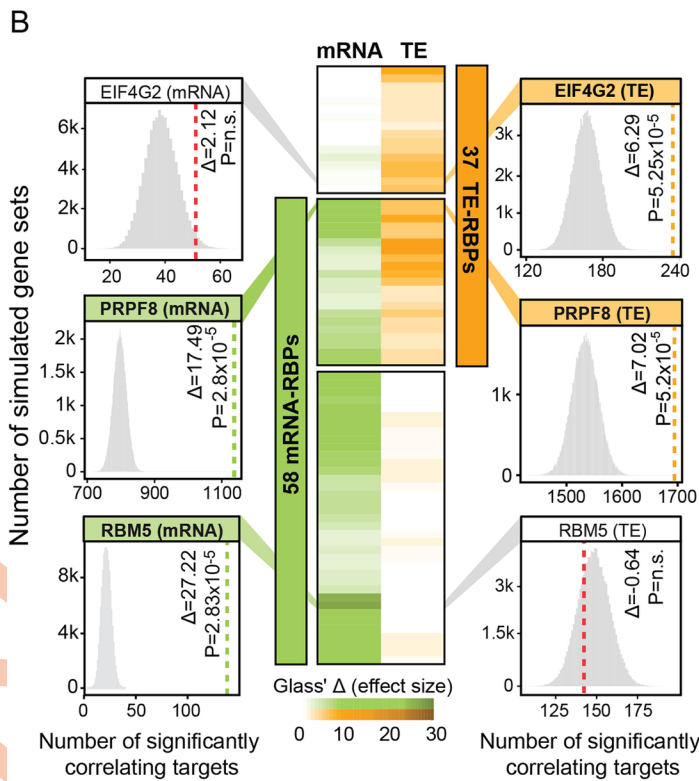 B
mRNA TE
EIF4G2 (mRNA)
Δ=2.12
P=n.s.
6k
4k
2k
0
20 40 60
PRPF8 (mRNA)
Δ=17.49
P=2.8x10-5
2k
1.5k
1k
0.5k
0
700 900 1100
RBM5 (mRNA)
Δ=27.22
P=2.83x10-5
8k
4k
0
0 50 100
Number of simulated gene sets
Number of significantly
correlating targets
58 mRNA-RBPs
37 TE-RBPs
Glass' Δ (effect size)
0 10 20 30
EIF4G2 (TE)
Δ=6.29
P=5.25x10-5
3k
2k
1k
0
120 180 240
PRPF8 (TE)
Δ=7.02
P=5.2x10-5
1k
0
1500 1600 1700
RBM5 (TE)
Δ=-0.64
P=n.s.
3k
1.5k
0
125 150 175
Number of significantly
correlating targets